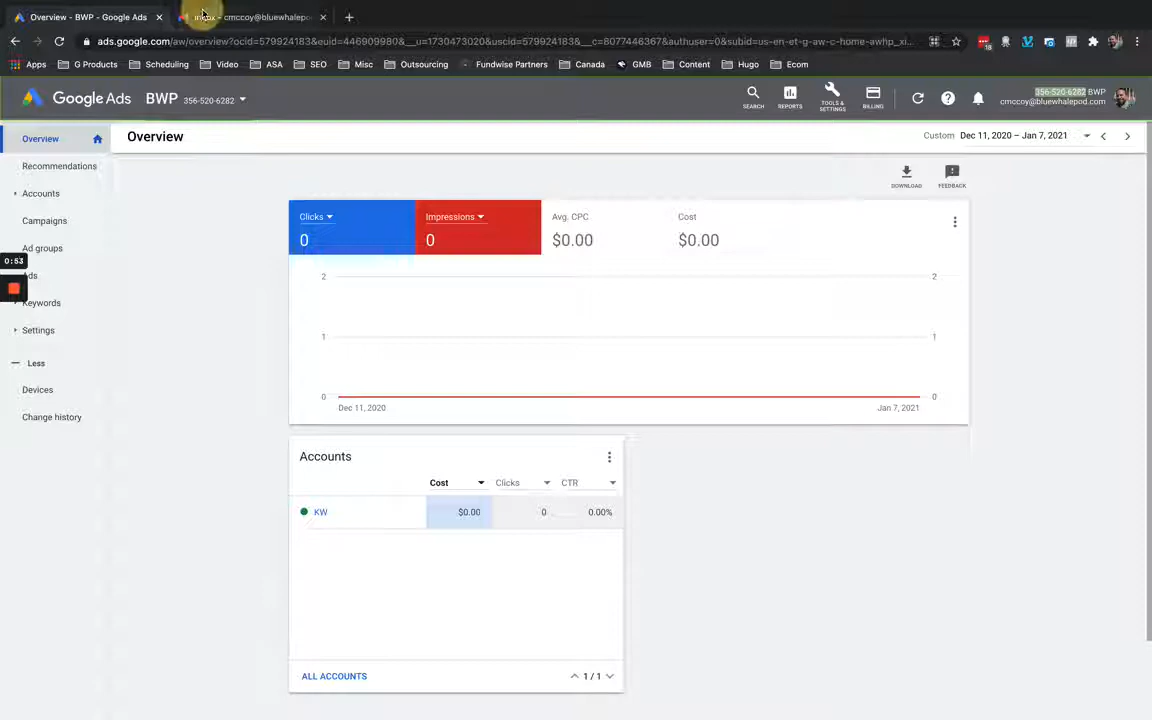 Overview - BWP - Google Ads
Inbox - cmccoy@bluewhalepo
ads.google.com/aw/overview?ocid=579924183&euid=446909980&__u=1730473020&uscid=579924183&__c=8077446367&authuser=0&subid=us-en-et-g-aw-c-home-awhp_xi...
18
Apps G Products Scheduling Video ASA SEO Misc Outsourcing Fundwise Partners Canada GMB Content Hugo Ecom
Google Ads BWP 356-520-6282
SEARCH REPORTS TOOLS & SETTINGS BILLING
356-520-6282 BWP
cmccoy@bluewhalepod.com
Overview
Overview
Custom Dec 11, 2020 – Jan 7, 2021
Recommendations
Accounts
Campaigns
Ad groups
Ads
Keywords
Settings
Less
Devices
Change history
0:53
DOWNLOAD FEEDBACK
Clicks Impressions Avg. CPC Cost
0 0 $0.00 $0.00
2 2
1 1
0 0
Dec 11, 2020 Jan 7, 2021
Accounts
Cost Clicks CTR
KW $0.00 0 0.00%
ALL ACCOUNTS 1 / 1